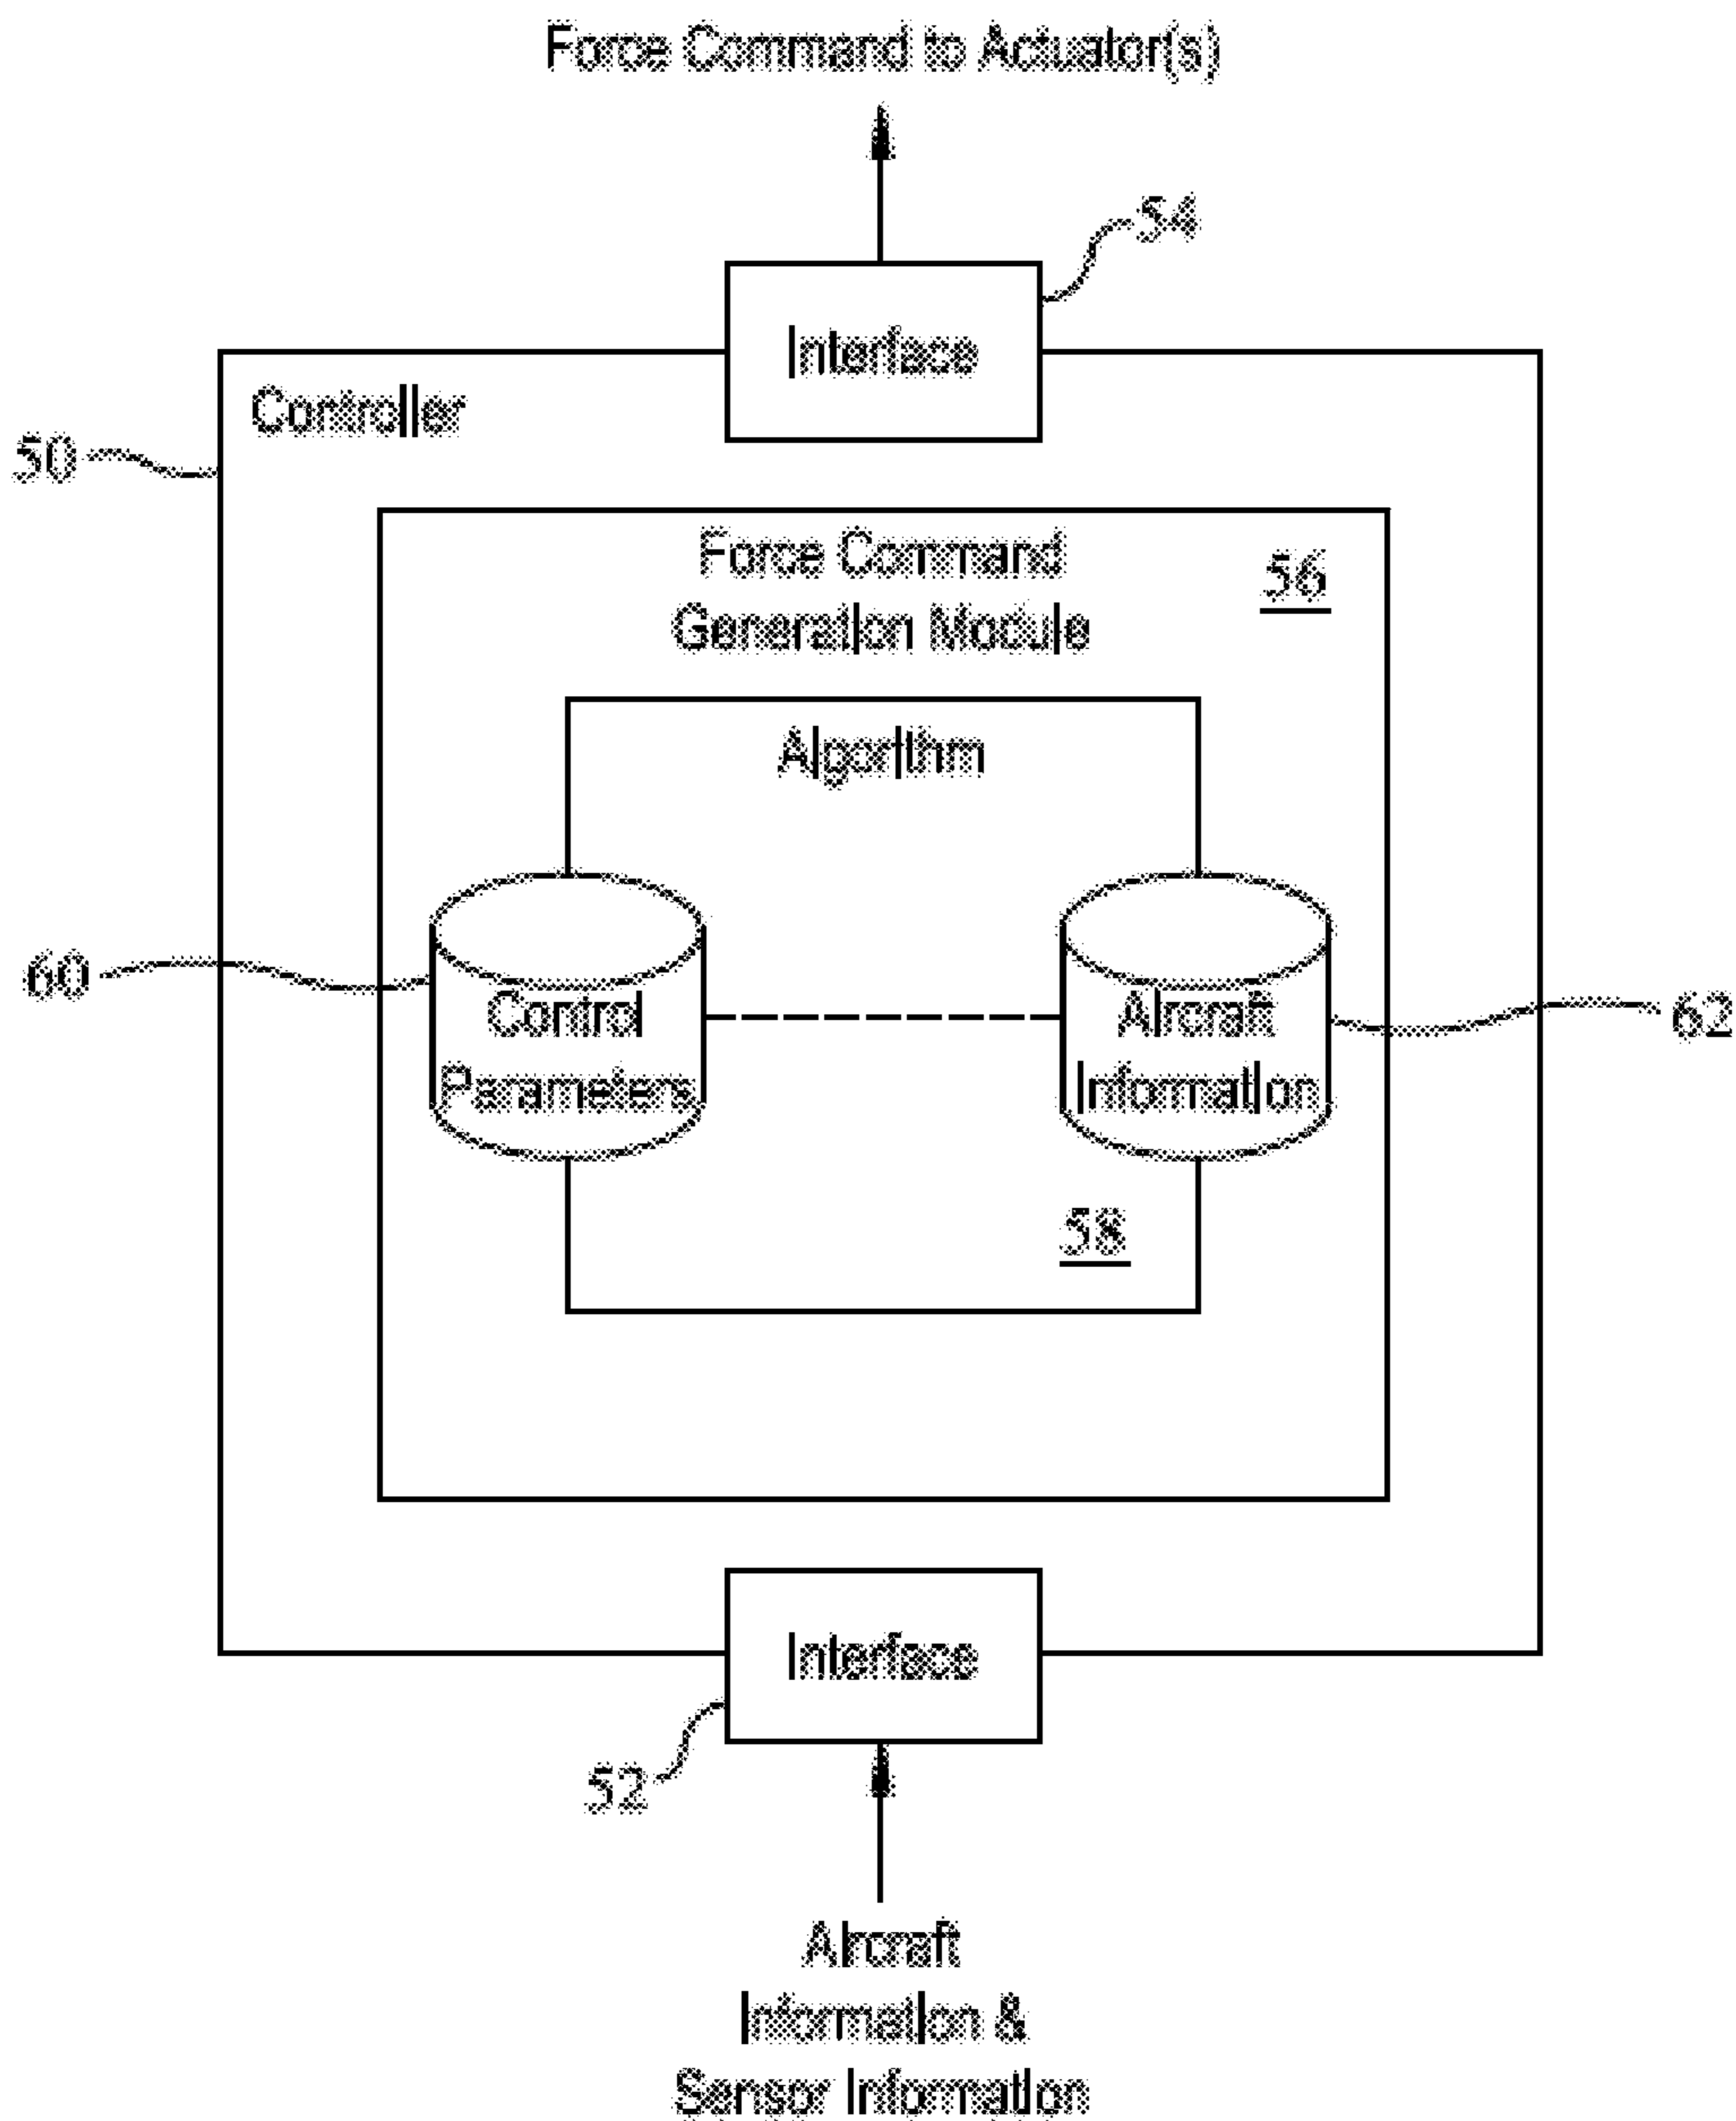 Force Command to Actuator(s)
54
Interface
Controller
50
Force Command
Generation Module
56
Algorithm
60
Control
Parameters
Aircraft
Information
62
58
Interface
52
Aircraft
Information &
Sensor Information